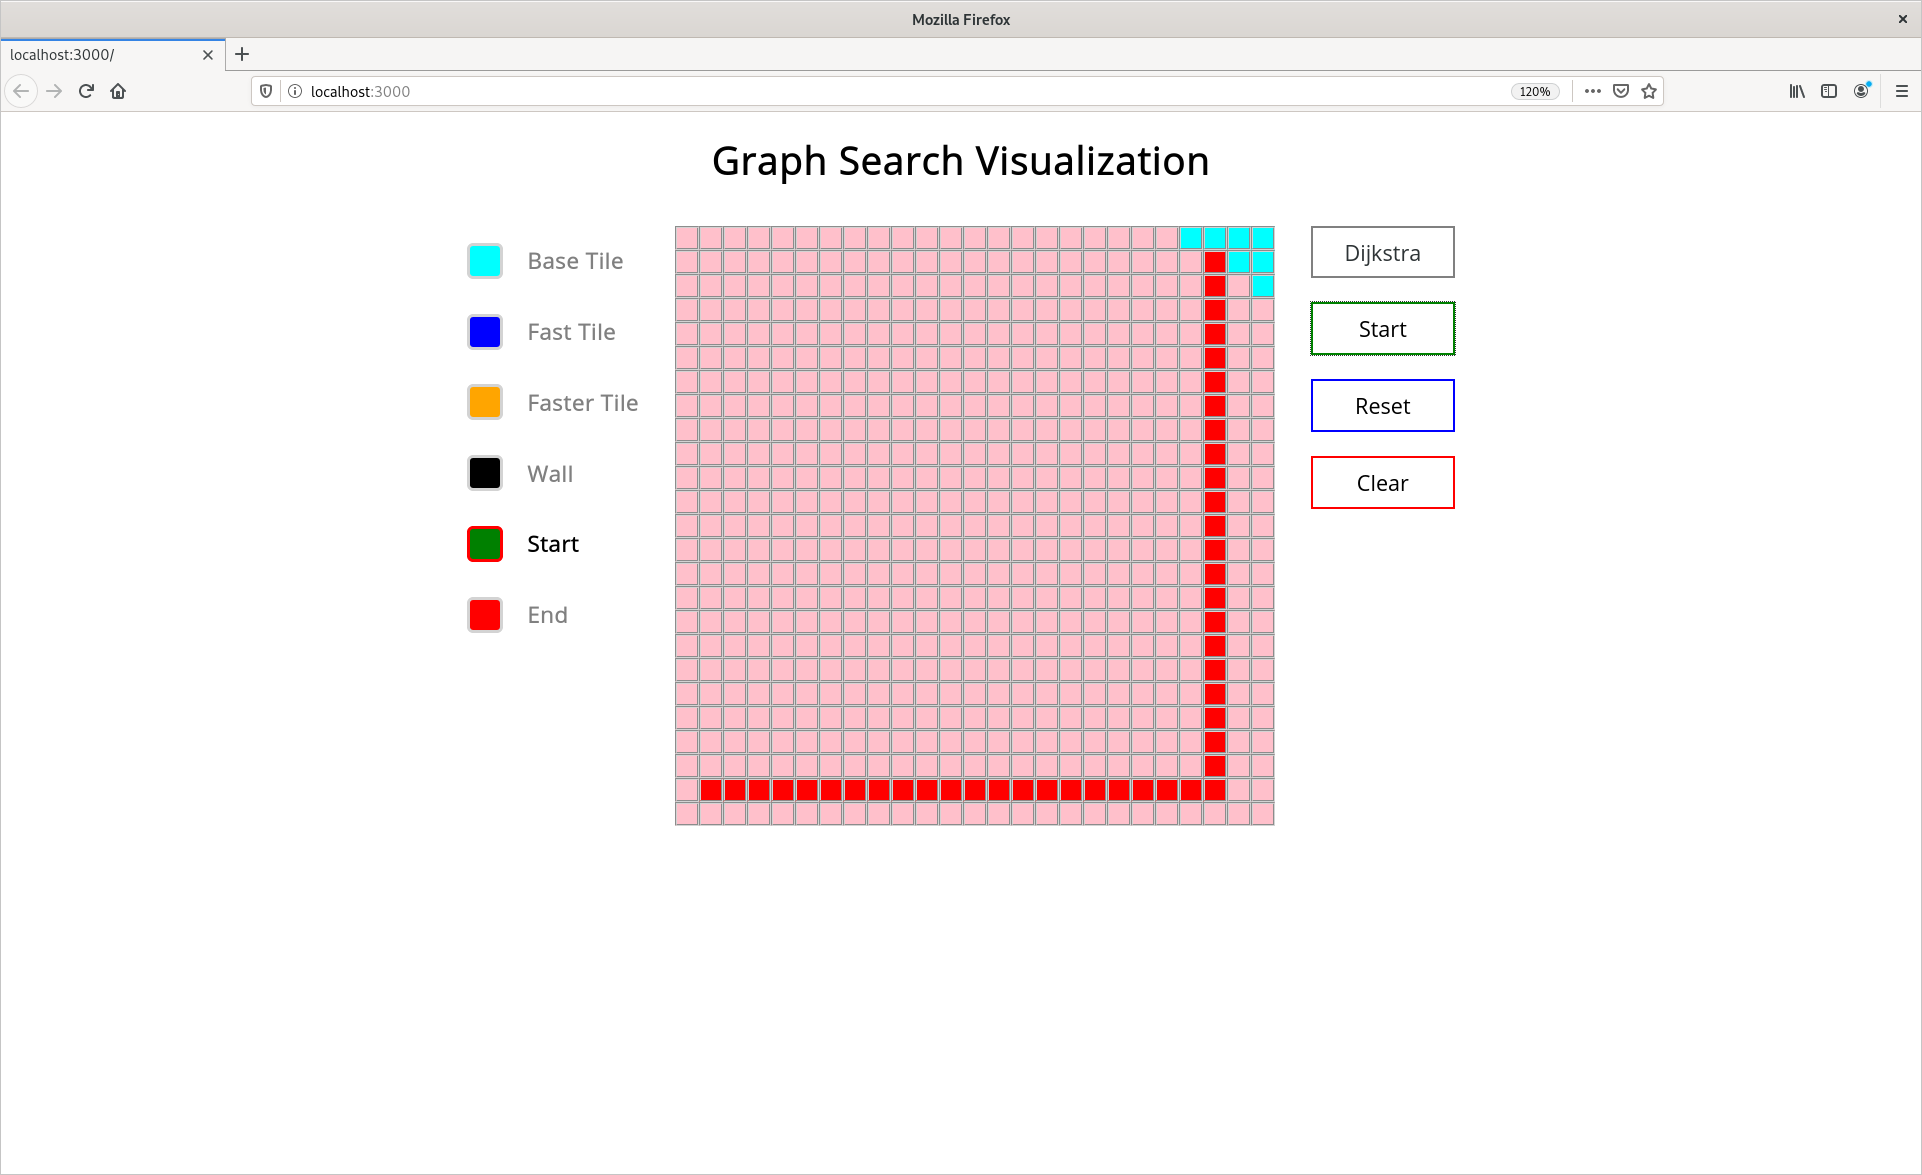 Mozilla Firefox
localhost:3000/
localhost:3000
120%
Graph Search Visualization
Base Tile
Fast Tile
Faster Tile
Wall
Start
End
Dijkstra
Start
Reset
Clear